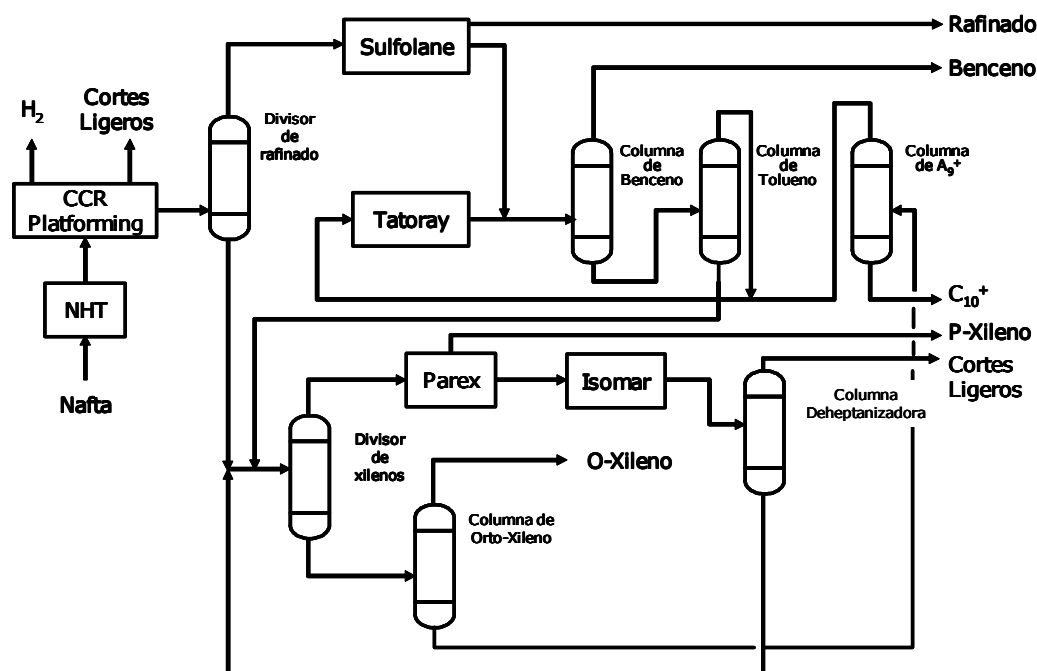 Sulfolane
Rafinado
Benceno
H2
Cortes
Ligeros
Divisor
de
rafinado
Columna
de
Benceno
Columna
de
Tolueno
Columna
de A9+
CCR
Platforming
Tatoray
NHT
C10+
P-Xileno
Cortes
Ligeros
Nafta
Parex
Isomar
Columna
Deheptanizadora
Divisor
de
xilenos
O-Xileno
Columna de
Orto-Xileno